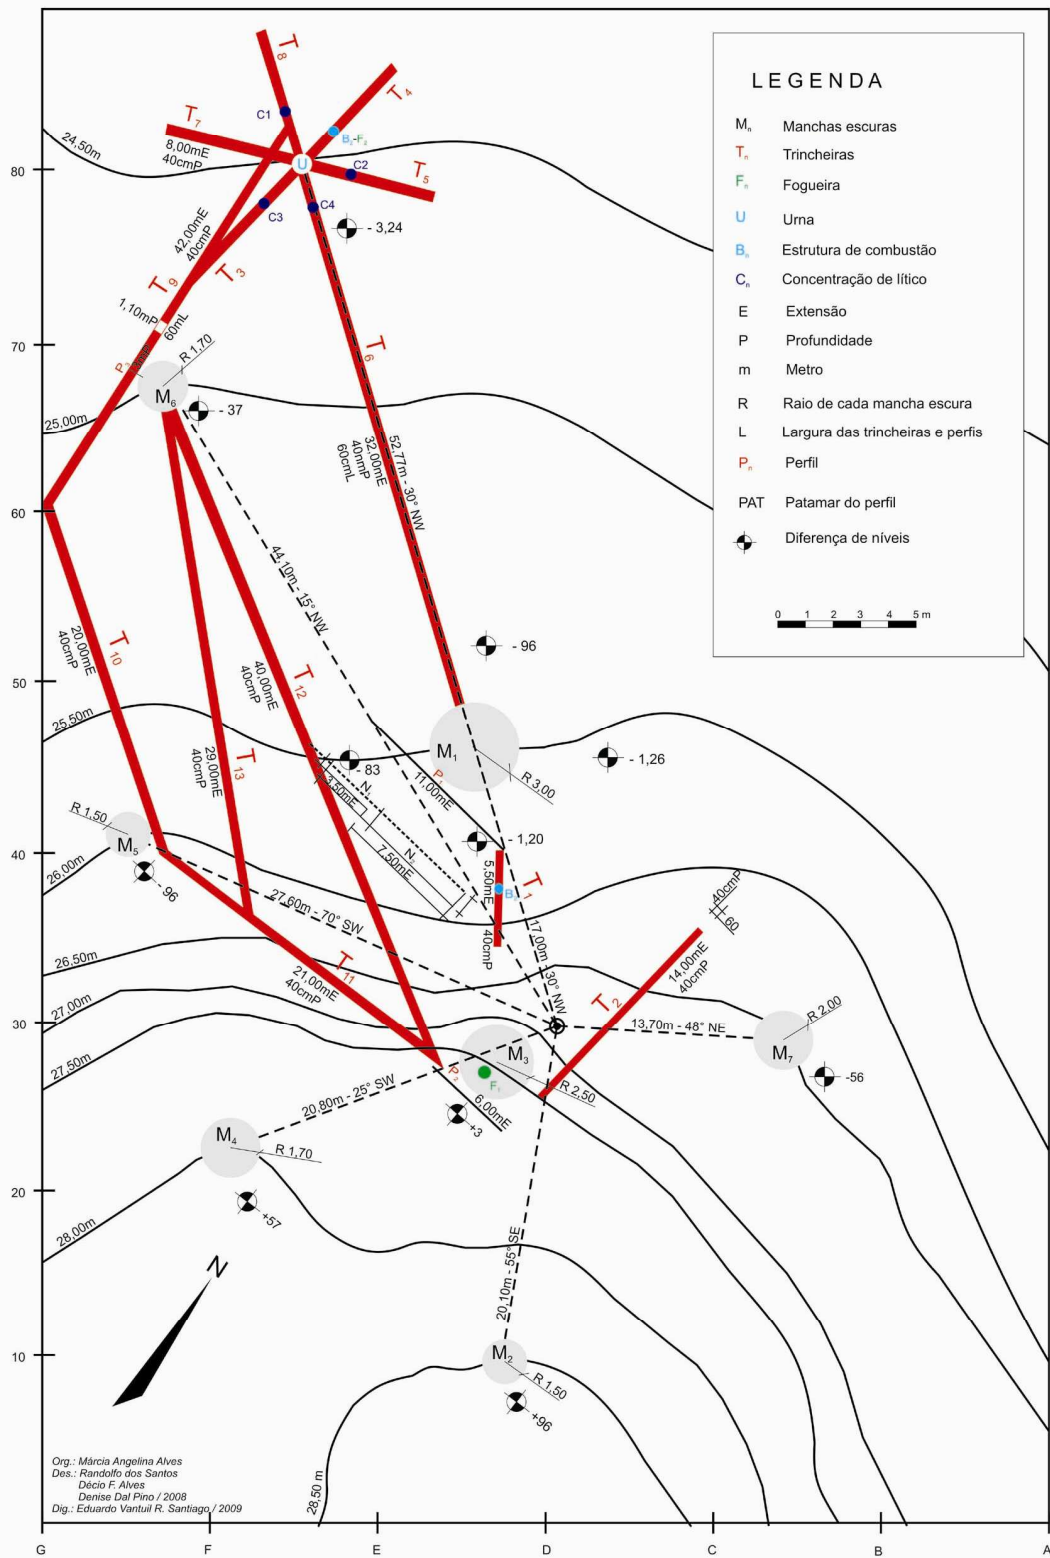 LEGENDA
Mn Manchas escuras
Tn Trincheiras
Fn Fogueira
U Urna
Bn Estrutura de combustão
Cn Concentração de lítico
E Extensão
P Profundidade
m Metro
R Raio de cada mancha escura
L Largura das trincheiras e perfis
Pn Perfil
PAT Patamar do perfil
Diferença de níveis
0 1 2 3 4 5 m
T8
T4
C1
T7
8,00mE
40cmP
24,50m
80
U
C2
T5
C3
C4
- 3,24
42,00mE
40cmP
T3
T9
1,10mP
60mL
70
R 1,70
T6
M6
- 37
25,00m
52,77m - 30° NW
32,00mE
40nmP
60cmL
60
44,10m - 15° NW
T10
20,00mE
40cmP
T12
40,00mE
40cmP
- 96
50
25,50m
T13
29,00mE
40cmP
M1
R 3,00
- 1,26
- 83
3,50mE
11,00mE
7,50mE
R 1,50
M5
- 1,20
40
26,00m
- 96
27,60m - 70° SW
5,50mE
40cmP
T1
17,00m - 30° NW
40cmP
60
26,50m
T11
21,00mE
40cmP
14,00mE
40cmP
T2
27,00m
30
13,70m - 48° NE
R 2,00
M7
-56
27,50m
M3
R 2,50
20,80m - 25° SW
6,00mE
+3
M4
R 1,70
20
+57
28,00m
N
20,10m - 55° SE
10
M2
R 1,50
+96
28,50 m
Org.: Márcia Angelina Alves
Des.: Randolfo dos Santos
Décio F. Alves
Denise Dal Pino / 2008
Dig.: Eduardo Vantuil R. Santiago / 2009
G F E D C B A